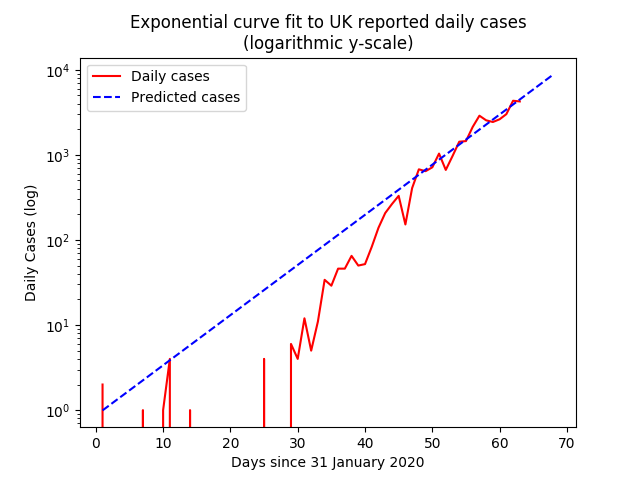 Exponential curve fit to UK reported daily cases
(logarithmic y-scale)
Daily cases
Predicted cases
10⁴
10³
10²
10¹
10⁰
Daily Cases (log)
0 10 20 30 40 50 60 70
Days since 31 January 2020